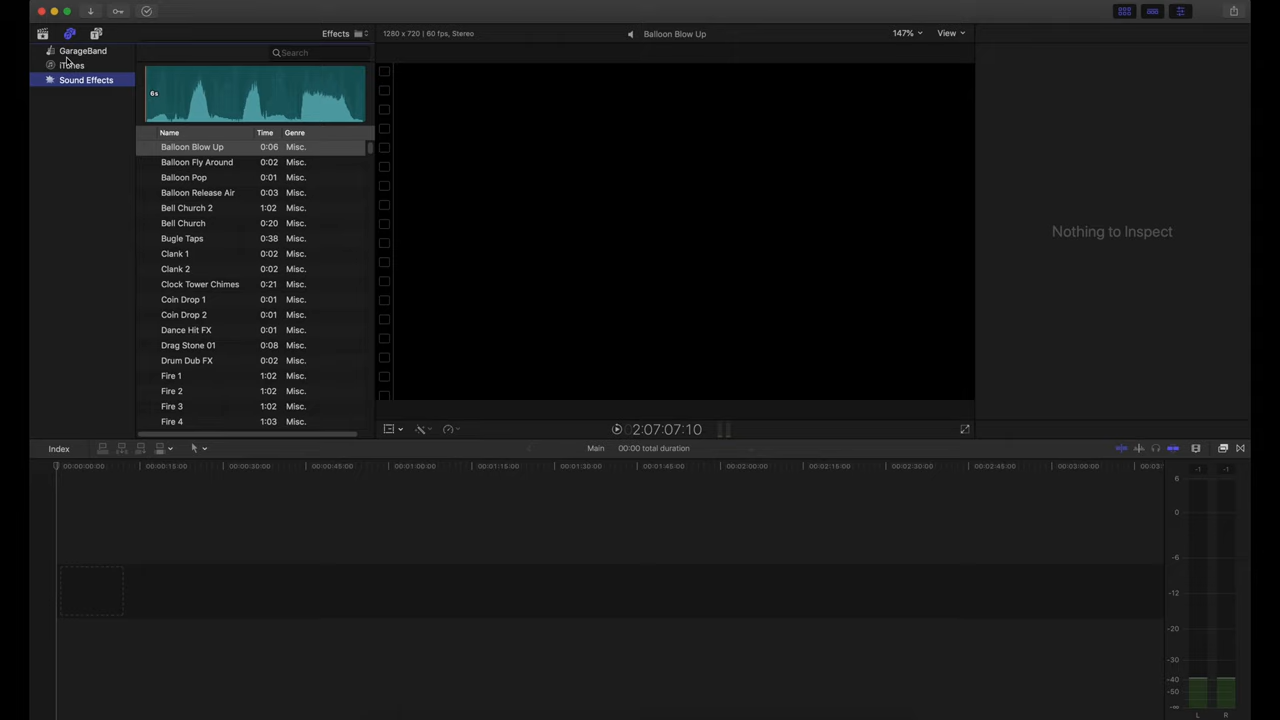 Effects
1280 x 720 | 60 fps, Stereo
Balloon Blow Up
147%
View
GarageBand
iTunes
Sound Effects
Search
6s
Name Time Genre
Balloon Blow Up 0:06 Misc.
Balloon Fly Around 0:02 Misc.
Balloon Pop 0:01 Misc.
Balloon Release Air 0:03 Misc.
Bell Church 2 1:02 Misc.
Bell Church 0:20 Misc.
Bugle Taps 0:38 Misc.
Clank 1 0:02 Misc.
Clank 2 0:02 Misc.
Clock Tower Chimes 0:21 Misc.
Coin Drop 1 0:01 Misc.
Coin Drop 2 0:01 Misc.
Dance Hit FX 0:01 Misc.
Drag Stone 01 0:08 Misc.
Drum Dub FX 0:02 Misc.
Fire 1 1:02 Misc.
Fire 2 1:02 Misc.
Fire 3 1:02 Misc.
Fire 4 1:03 Misc.
Nothing to Inspect
2:07:07:10
Index
Main 00:00 total duration
00:00:00:00 00:00:15:00 00:00:30:00 00:00:45:00 00:01:00:00 00:01:15:00 00:01:30:00 00:01:45:00 00:02:00:00 00:02:15:00 00:02:30:00 00:02:45:00 00:03:00:00 00:03:
-1 -1
6
0
-6
-12
-20
-30
-40
-50
-∞
L R